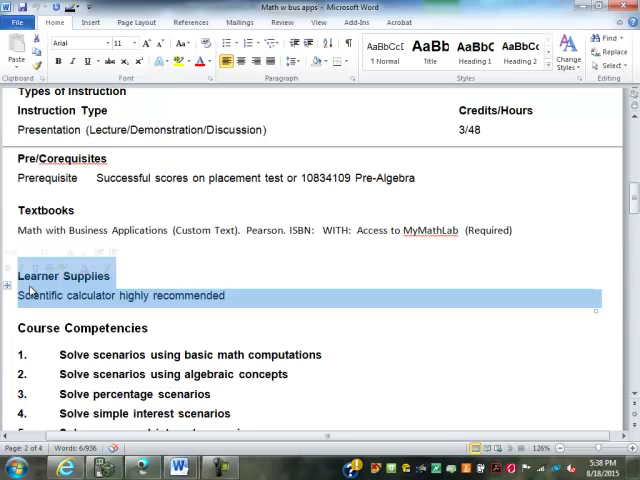 Math w bus apps - Microsoft Word
File Home Insert Page Layout References Mailings Review View Add-Ins Acrobat
Paste
Arial 11
AaBbCcI AaBb AaBbC AaBbCc
¶ Normal Title Heading 1 Heading 2
Change Styles
Find
Replace
Select
Clipboard Font Paragraph Styles Editing
Types of Instruction
Instruction Type Credits/Hours
Presentation (Lecture/Demonstration/Discussion) 3/48
Pre/Corequisites
Prerequisite Successful scores on placement test or 10834109 Pre-Algebra
Textbooks
Math with Business Applications (Custom Text). Pearson. ISBN: WITH: Access to MyMathLab (Required)
Learner Supplies
Scientific calculator highly recommended
Course Competencies
1. Solve scenarios using basic math computations
2. Solve scenarios using algebraic concepts
3. Solve percentage scenarios
4. Solve simple interest scenarios
Page: 2 of 4 Words: 6/936 126%
5:38 PM
8/18/2015